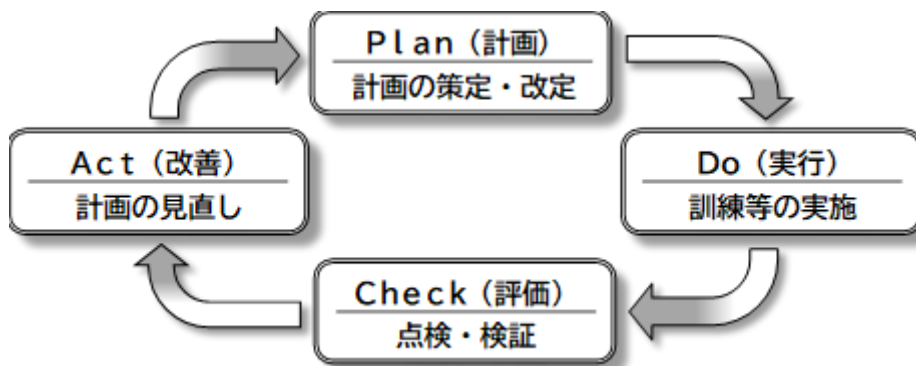 Ｐｌａｎ（計画）
計画の策定・改定
Ａｃｔ（改善）
計画の見直し
Ｄｏ（実行）
訓練等の実施
Ｃｈｅｃｋ（評価）
点検・検証